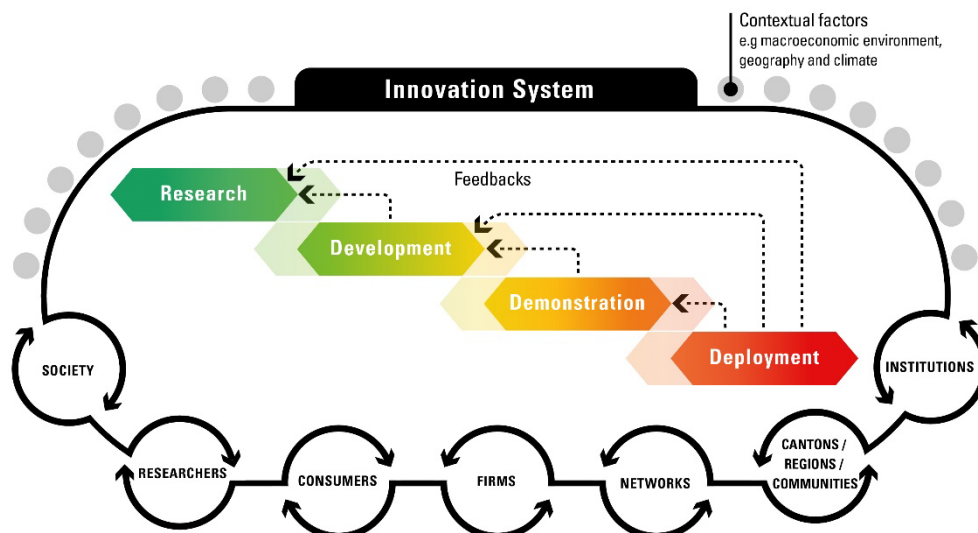 Contextual factors
e.g macroeconomic environment,
geography and climate
Innovation System
Feedbacks
Research
Development
Demonstration
Deployment
SOCIETY
INSTITUTIONS
RESEARCHERS
CONSUMERS
FIRMS
NETWORKS
CANTONS /
REGIONS /
COMMUNITIES